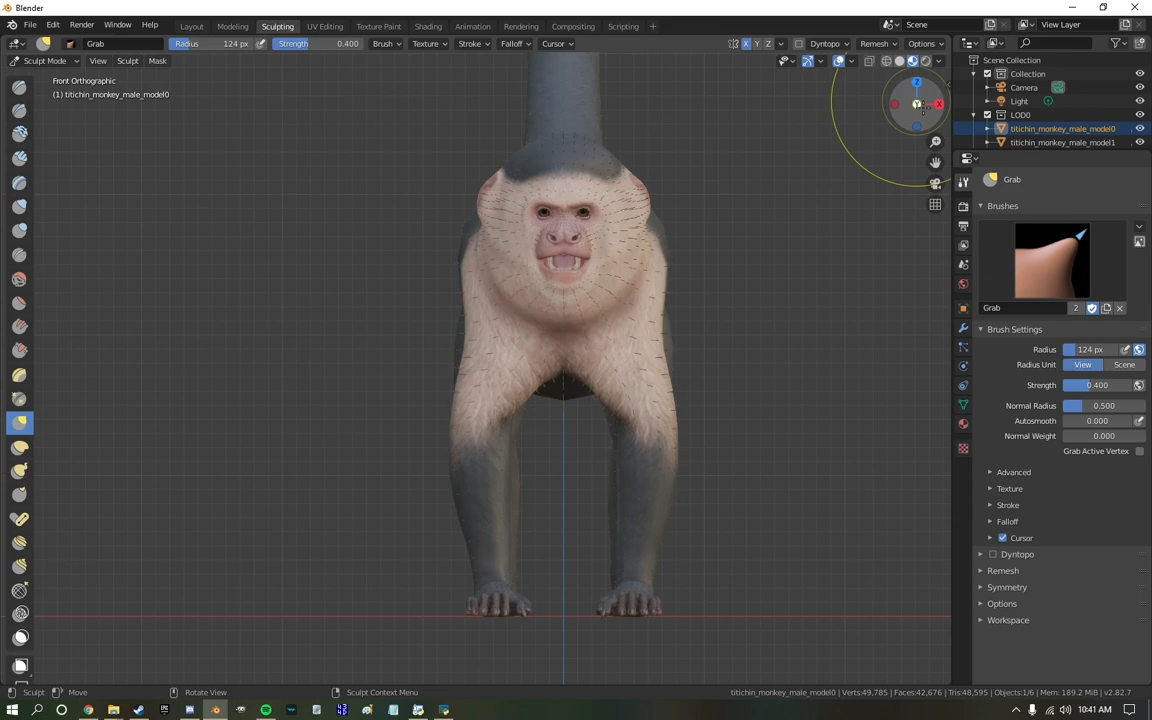 Blender
File Edit Render Window Help Layout Modeling Sculpting UV Editing Texture Paint Shading Animation Rendering Compositing Scripting + Scene View Layer
Grab Radius 124 px Strength 0.400 Brush Texture Stroke Falloff Cursor X Y Z Dyntopo Remesh Options
Sculpt Mode View Sculpt Mask
Front Orthographic
(1) titichin_monkey_male_model0
Z
Y X
Scene Collection
Collection
Camera
Light
LOD0
titichin_monkey_male_model0
titichin_monkey_male_model1
Grab
Brushes
Grab 2
Brush Settings
Radius 124 px
Radius Unit View Scene
Strength 0.400
Normal Radius 0.500
Autosmooth 0.000
Normal Weight 0.000
Grab Active Vertex
Advanced
Texture
Stroke
Falloff
Cursor
Dyntopo
Remesh
Symmetry
Options
Workspace
Sculpt Move Rotate View Sculpt Context Menu titichin_monkey_male_model0 | Verts:49,785 | Faces:42,676 | Tris:48,595 | Objects:1/6 | Mem: 189.2 MiB | v2.82.7
10:41 AM